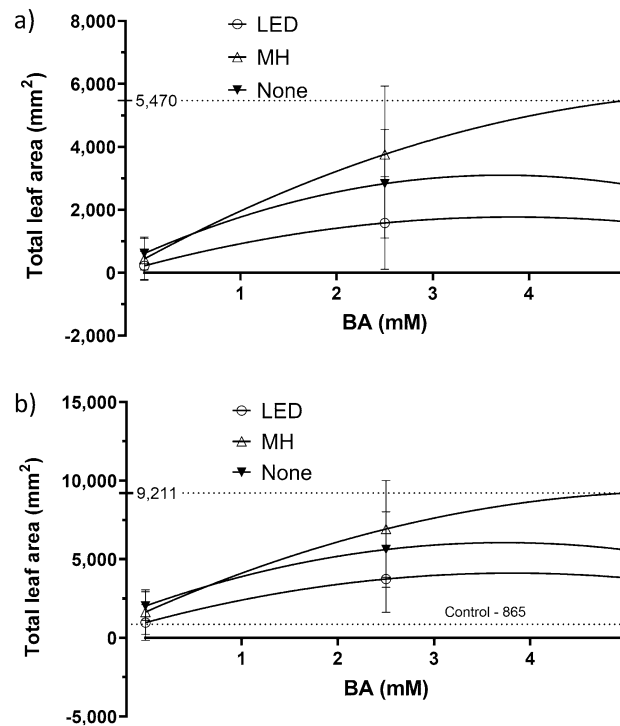 a)
Total leaf area (mm²)
8,000
6,000
5,470
4,000
2,000
0
-2,000
LED
MH
None
1 2 3 4
BA (mM)
b)
Total leaf area (mm²)
15,000
10,000
9,211
5,000
0
-5,000
LED
MH
None
Control - 865
1 2 3 4
BA (mM)